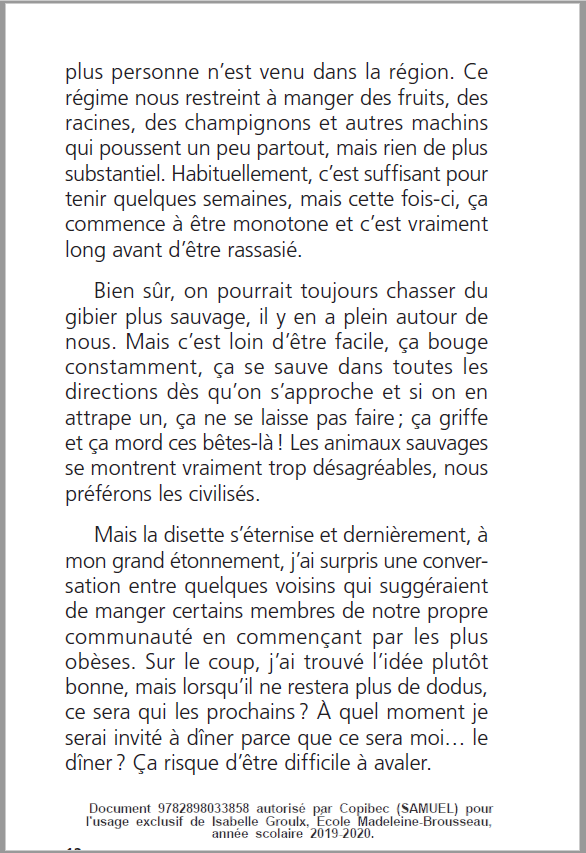 plus personne n’est venu dans la région. Ce
régime nous restreint à manger des fruits, des
racines, des champignons et autres machins
qui poussent un peu partout, mais rien de plus
substantiel. Habituellement, c’est suffisant pour
tenir quelques semaines, mais cette fois-ci, ça
commence à être monotone et c’est vraiment
long avant d’être rassasié.
Bien sûr, on pourrait toujours chasser du
gibier plus sauvage, il y en a plein autour de
nous. Mais c’est loin d’être facile, ça bouge
constamment, ça se sauve dans toutes les
directions dès qu’on s’approche et si on en
attrape un, ça ne se laisse pas faire ; ça griffe
et ça mord ces bêtes-là ! Les animaux sauvages
se montrent vraiment trop désagréables, nous
préférons les civilisés.
Mais la disette s’éternise et dernièrement, à
mon grand étonnement, j’ai surpris une conver-
sation entre quelques voisins qui suggéraient
de manger certains membres de notre propre
communauté en commençant par les plus
obèses. Sur le coup, j’ai trouvé l’idée plutôt
bonne, mais lorsqu’il ne restera plus de dodus,
ce sera qui les prochains ? À quel moment je
serai invité à dîner parce que ce sera moi… le
dîner ? Ça risque d’être difficile à avaler.
Document 9782898033858 autorisé par Copibec (SAMUEL) pour
l'usage exclusif de Isabelle Groulx, École Madeleine-Brousseau,
année scolaire 2019-2020.